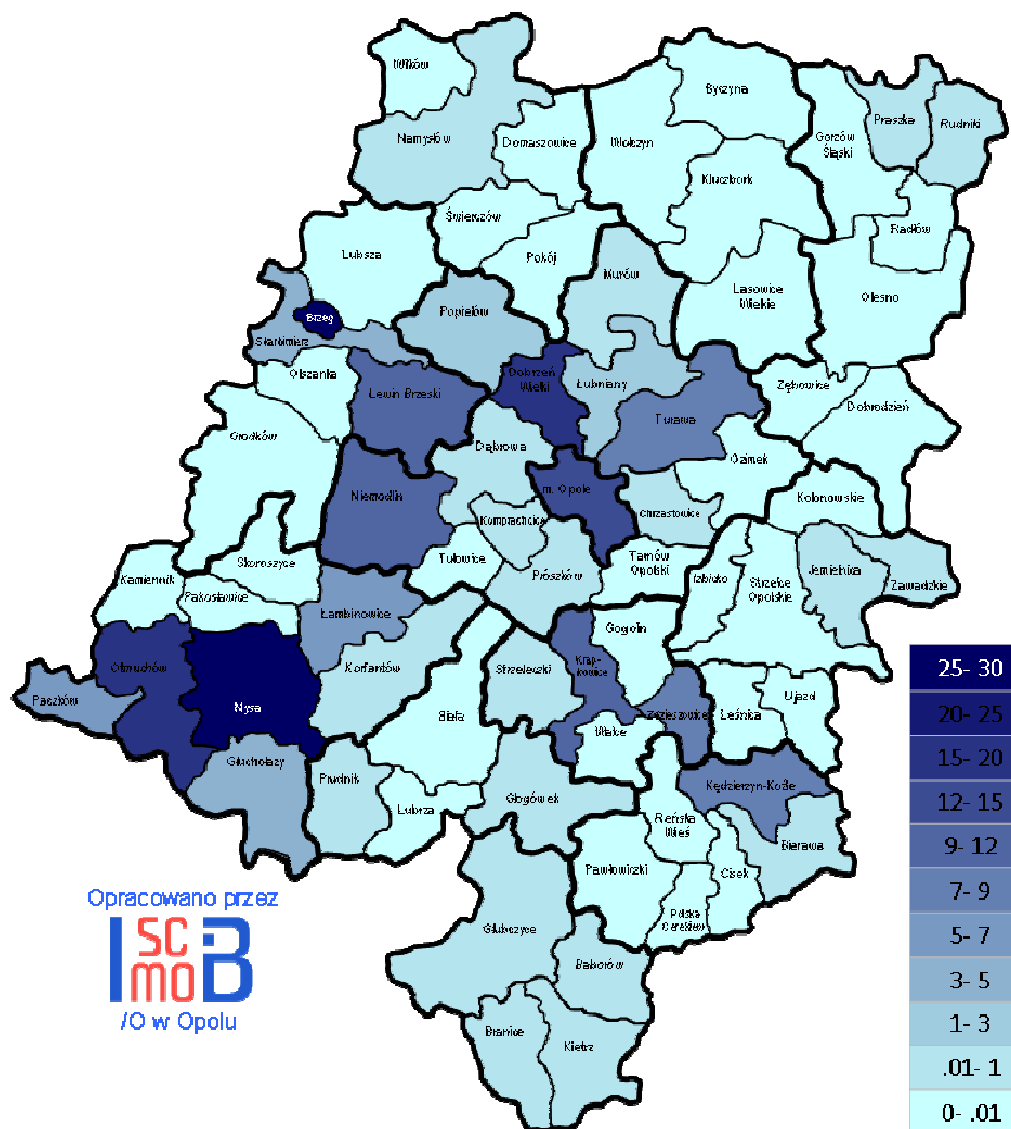 Wilków
Byczyna
Namysłów
Domaszowice
Wołczyn
Gorzów
Śląski
Praszka
Rudniki
Kluczbork
Świerczów
Radłów
Lubsza
Pokój
Murów
Lasowice
Wielkie
Olesno
Brzeg
Popielów
Skarbimierz
Olszanka
Lewin Brzeski
Dobrzeń
Wielki
Łubniany
Turawa
Zębowice
Dobrodzień
Grodków
Dąbrowa
Ozimek
Niemodlin
m. Opole
Kolonowskie
Komprachcice
Chrząstowice
Skoroszyce
Tułowice
Prószków
Tarnów
Opolski
Izbicko
Strzelce
Opolskie
Jemielnica
Zawadzkie
Kamiennik
Pakosławice
Łambinowice
Gogolin
Otmuchów
Korfantów
Strzeleczki
Krap-
kowice
Paczków
Nysa
Biała
Zdzieszowice
Leśnica
Ujazd
Walce
Głuchołazy
Prudnik
Lubrza
Głogówek
Kędzierzyn-Koźle
Reńska
Wieś
Bierawa
Pawłowiczki
Cisek
Polska
Cerekiew
Głubczyce
Baborów
Branice
Kietrz
25- 30
20- 25
15- 20
12- 15
9- 12
7- 9
5- 7
3- 5
1- 3
.01- 1
0- .01
Opracowano przez
I SC MO B
/O w Opolu